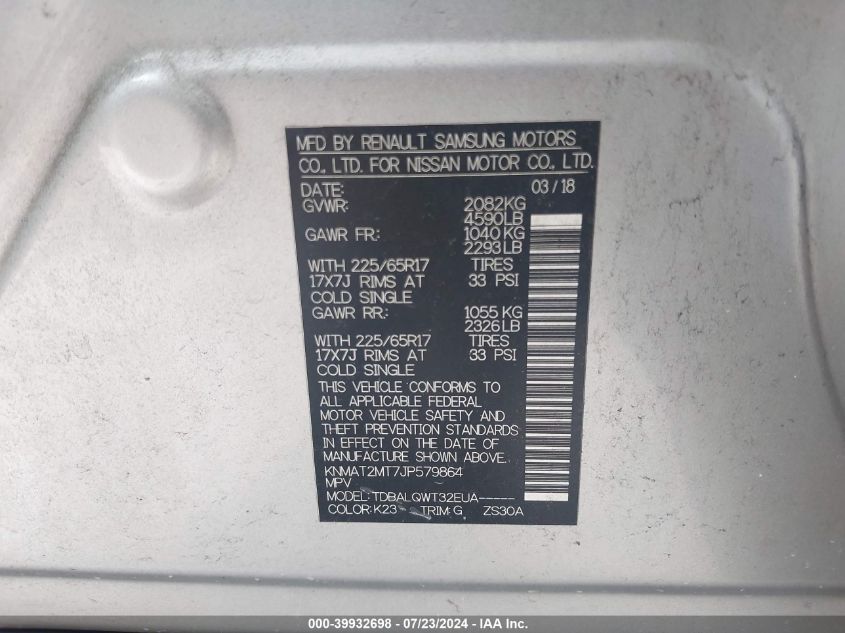 MFD BY RENAULT SAMSUNG MOTORS
CO., LTD. FOR NISSAN MOTOR CO., LTD.
DATE: 03 / 18
GVWR: 2082KG
4590LB
GAWR FR: 1040 KG
2293 LB
WITH 225/65R17 TIRES
17X7J RIMS AT 33 PSI
COLD SINGLE
GAWR RR.: 1055 KG
2326 LB
WITH 225/65R17 TIRES
17X7J RIMS AT 33 PSI
COLD SINGLE
THIS VEHICLE CONFORMS TO
ALL APPLICABLE FEDERAL
MOTOR VEHICLE SAFETY AND
THEFT PREVENTION STANDARDS
IN EFFECT ON THE DATE OF
MANUFACTURE SHOWN ABOVE.
KNMAT2MT7JP579864
MPV
MODEL: TDBALQWT32EUA-----
COLOR: K23 TRIM: G ZS30A
000-39932698 - 07/23/2024 - IAA Inc.